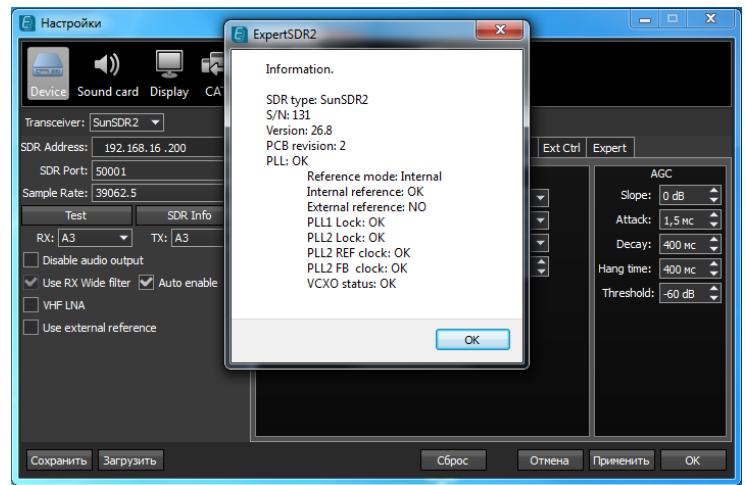 Настройки
ExpertSDR2
Device
Sound card
Display
Transceiver: SunSDR2
SDR Address: 192.168.16.200
SDR Port: 50001
Sample Rate: 39062.5
Test
SDR Info
RX: A3
TX: A3
Disable audio output
Use RX Wide filter
Auto enable
VHF LNA
Use external reference
Information.
SDR type: SunSDR2
S/N: 131
Version: 26.8
PCB revision: 2
PLL: OK
Reference mode: Internal
Internal reference: OK
External reference: NO
PLL1 Lock: OK
PLL2 Lock: OK
PLL2 REF clock: OK
PLL2 FB clock: OK
VCXO status: OK
OK
Ext Ctrl
Expert
AGC
Slope: 0 dB
Attack: 1,5 мс
Decay: 400 мс
Hang time: 400 мс
Threshold: -60 dB
Сохранить
Загрузить
Сброс
Отмена
Применить
OK